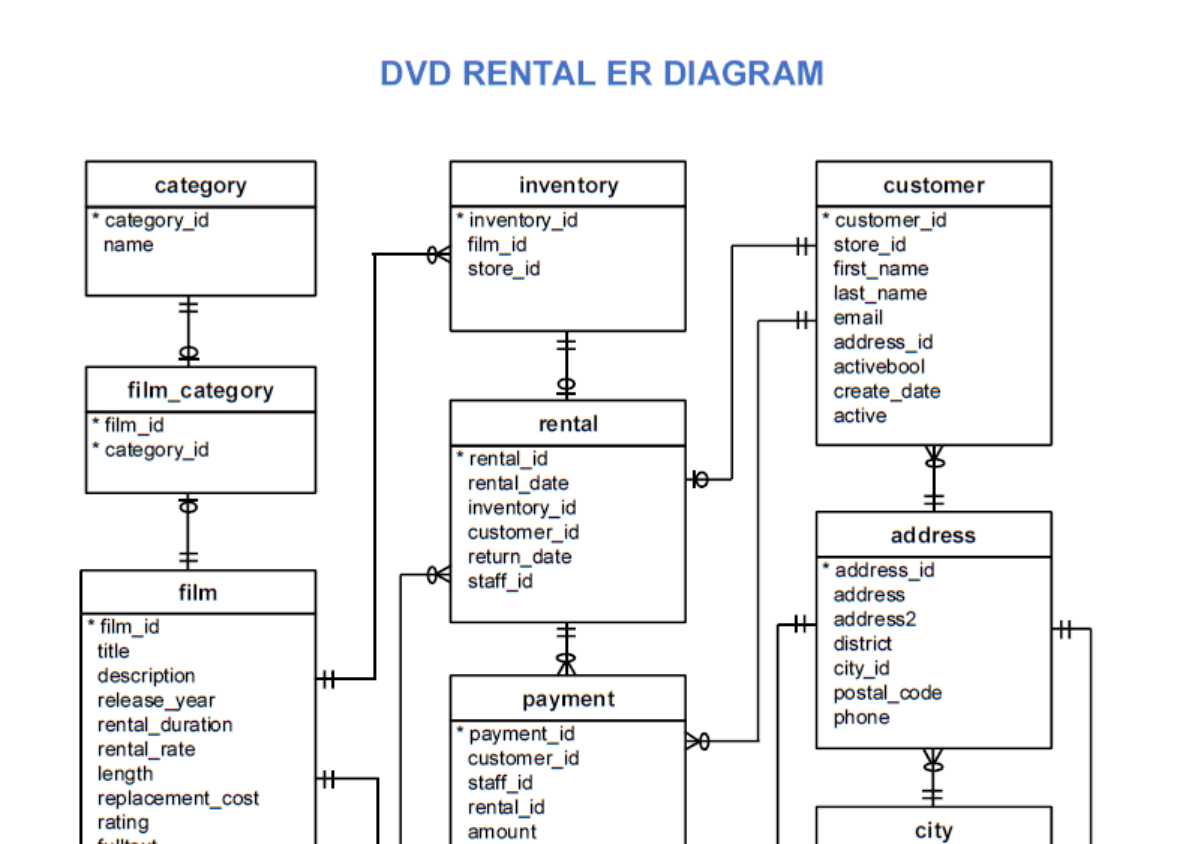 DVD RENTAL ER DIAGRAM
category
* category_id
name
film_category
* film_id
* category_id
film
* film_id
title
description
release_year
rental_duration
rental_rate
length
replacement_cost
rating
inventory
* inventory_id
film_id
store_id
rental
* rental_id
rental_date
inventory_id
customer_id
return_date
staff_id
payment
* payment_id
customer_id
staff_id
rental_id
amount
customer
* customer_id
store_id
first_name
last_name
email
address_id
activebool
create_date
active
address
* address_id
address
address2
district
city_id
postal_code
phone
city